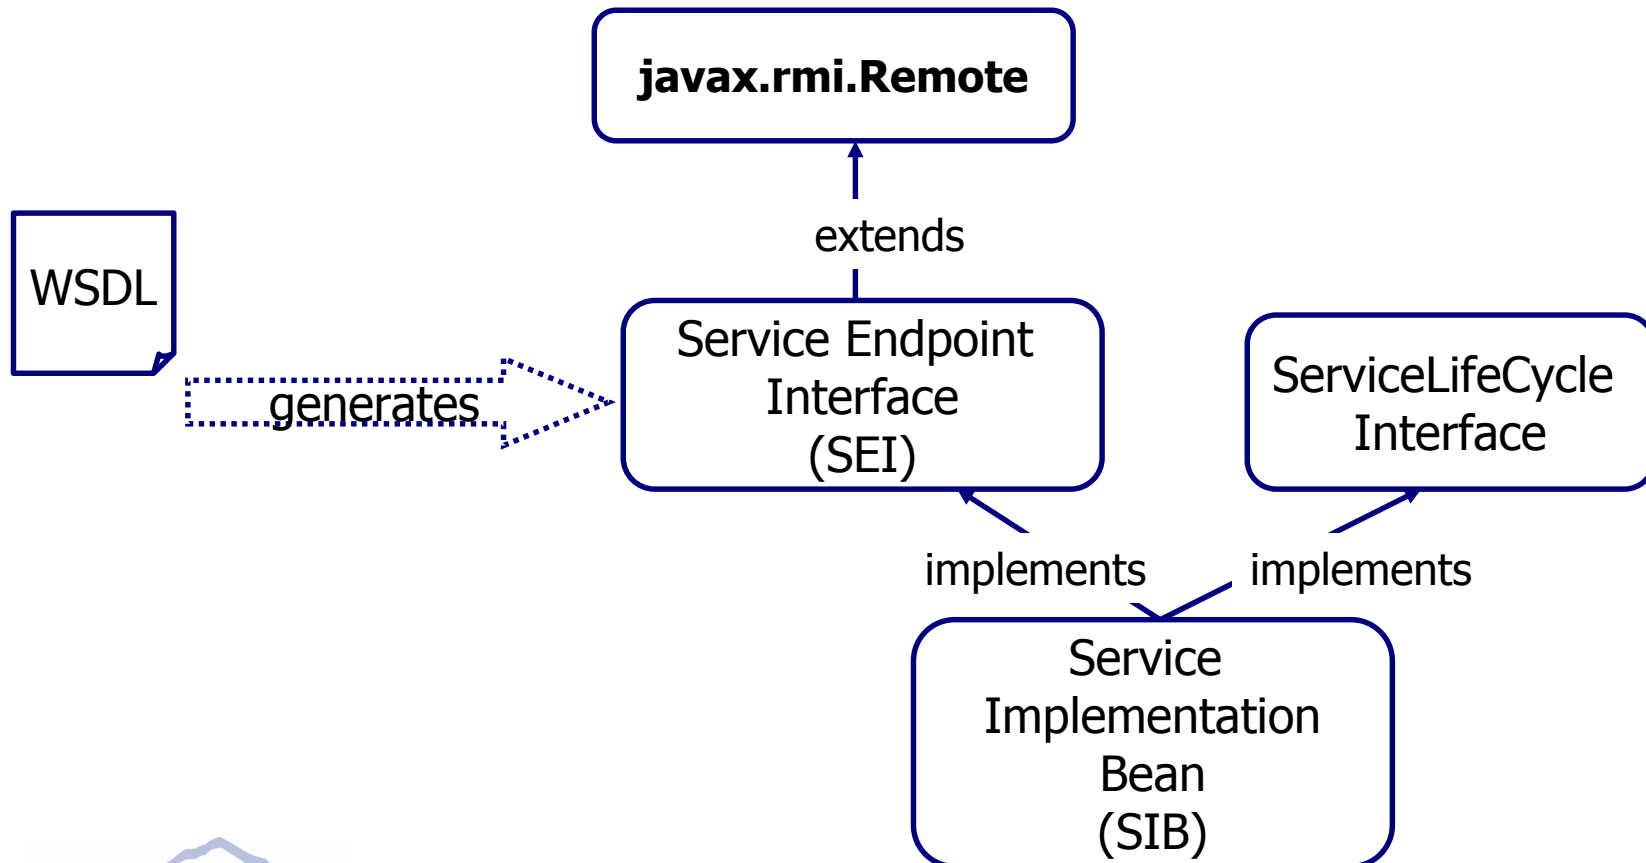 javax.rmi.Remote
extends
WSDL
generates
Service Endpoint
Interface
(SEI)
ServiceLifeCycle
Interface
implements
implements
Service
Implementation
Bean
(SIB)